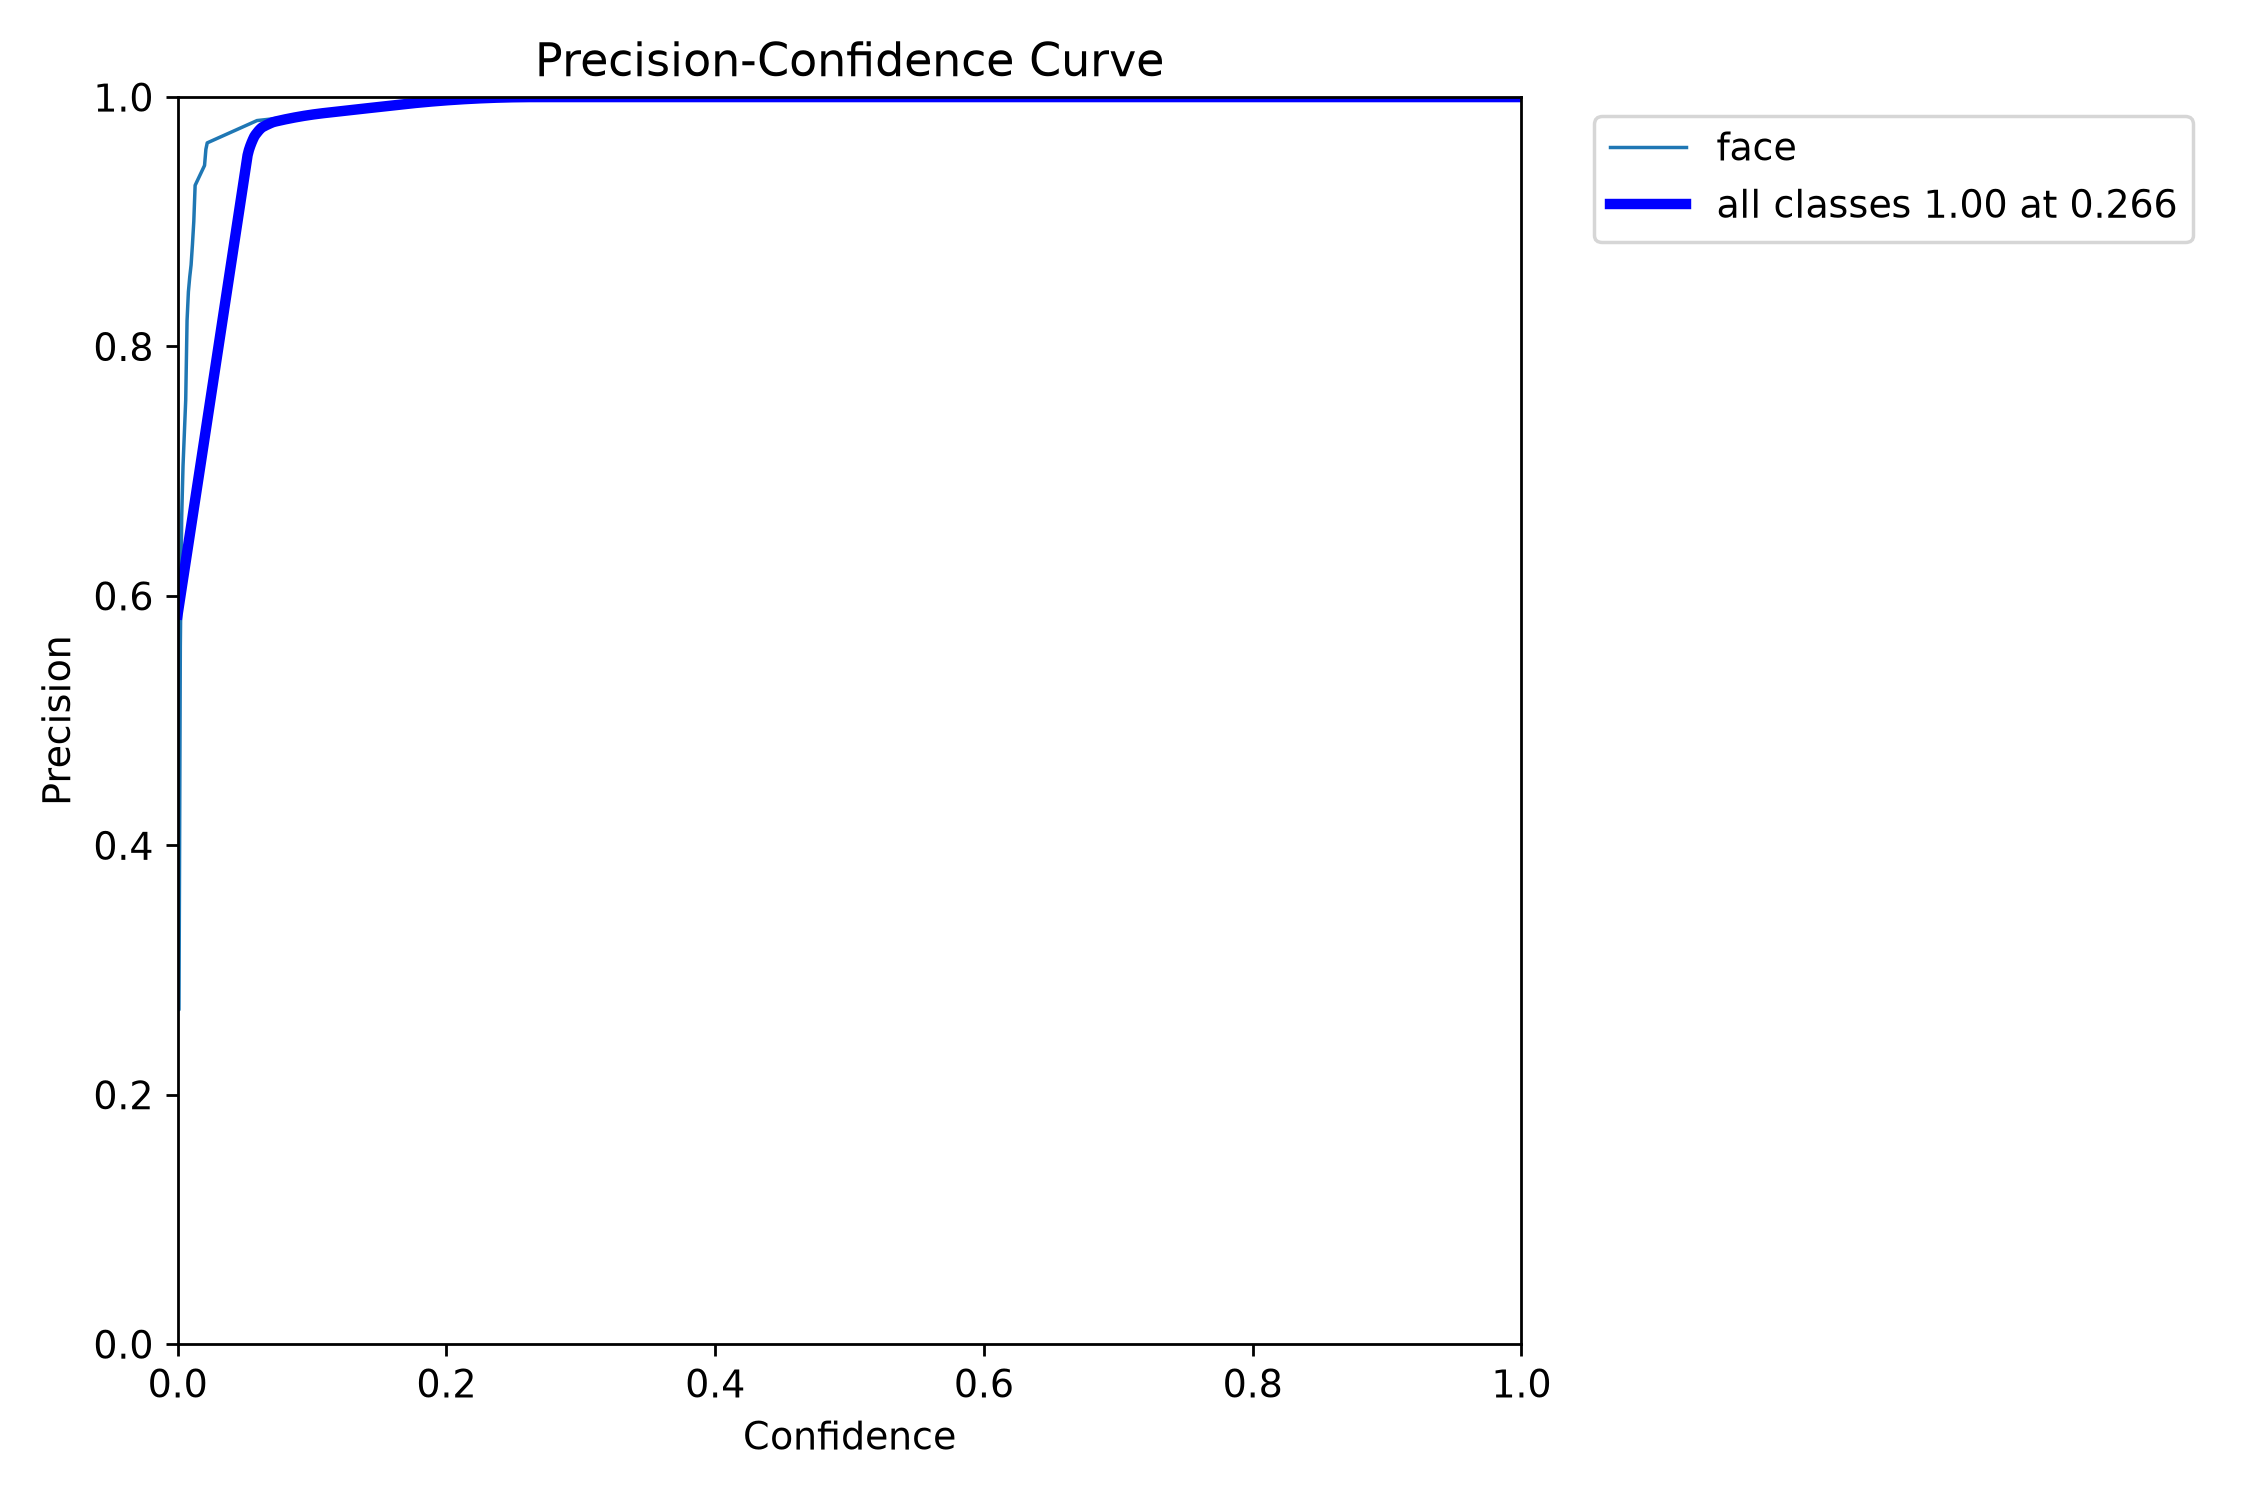 Precision-Confidence Curve
1.0
0.8
0.6
0.4
0.2
0.0
Precision
0.0 0.2 0.4 0.6 0.8 1.0
Confidence
face
all classes 1.00 at 0.266